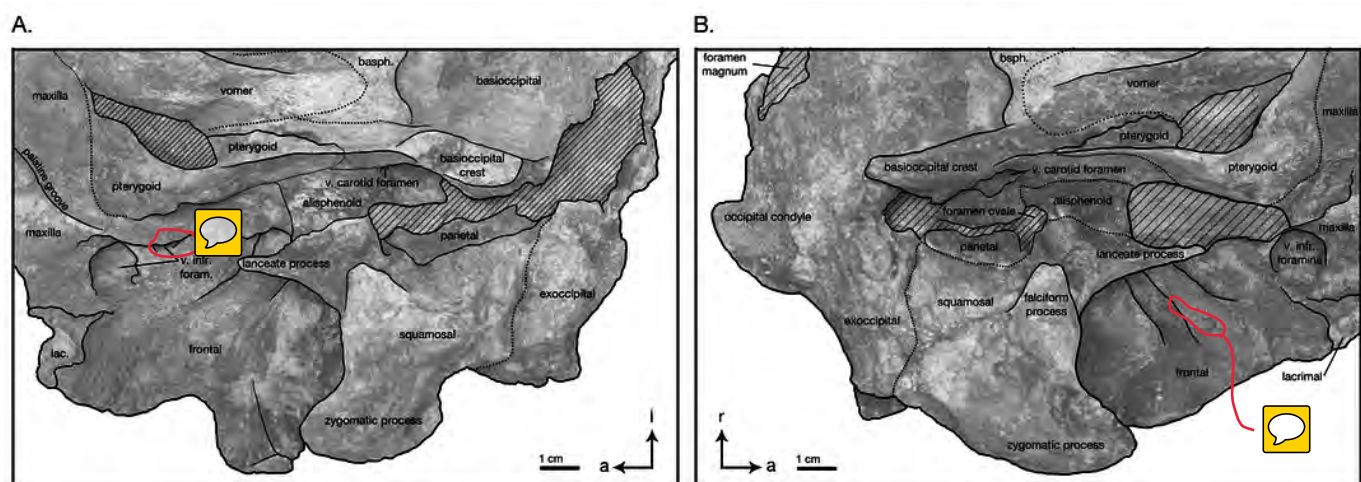 A.
basph.
basioccipital
maxilla
vomer
pterygoid
basioccipital
crest
palatine groove
pterygoid
v. carotid foramen
alisphenoid
maxilla
parietal
v. infr.
foram.
lanceate process
exoccipital
squamosal
lac.
frontal
zygomatic process
l
a
1 cm
B.
foramen
magnum
bsph.
vomer
maxilla
pterygoid
basioccipital crest
v. carotid foramen
pterygoid
alisphenoid
occipital condyle
foramen ovale
maxilla
parietal
lanceate process
v. infr.
foramina
squamosal
falciform
process
exoccipital
frontal
lacrimal
r
a
1 cm
zygomatic process